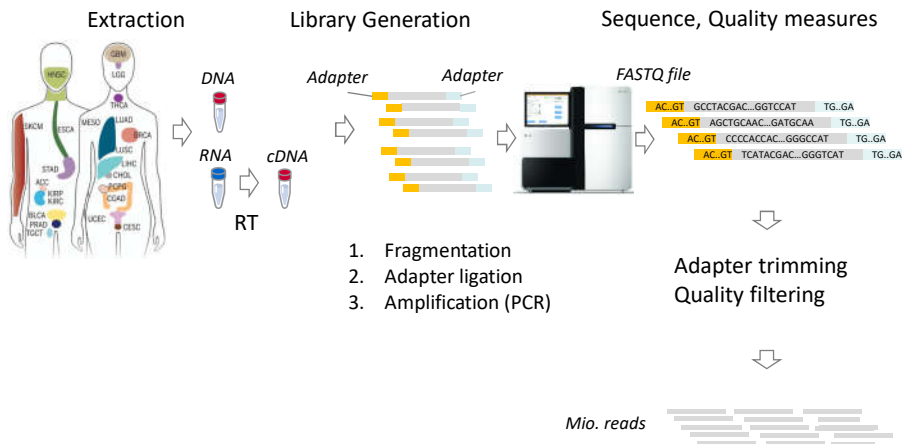 Extraction
Library Generation
Sequence, Quality measures
GBM
LGG
HNSC
THCA
SKCM
ESCA
MESO
LUAD
BRCA
LUSC
STAD
LIHC
CHOL
ACC
PCPG
KIRP
KIRC
COAD
BLCA
UCEC
PRAD
CESC
TGCT
DNA
RNA
cDNA
RT
Adapter
Adapter
FASTQ file
AC..GT GCCTACGAC...GGTCCAT TG..GA
AC..GT AGCTGCAAC...GATGCAA TG..GA
AC..GT CCCCACCAC...GGGCCAT TG..GA
AC..GT TCATACGAC...GGGTCAT TG..GA
1. Fragmentation
2. Adapter ligation
3. Amplification (PCR)
Adapter trimming
Quality filtering
Mio. reads